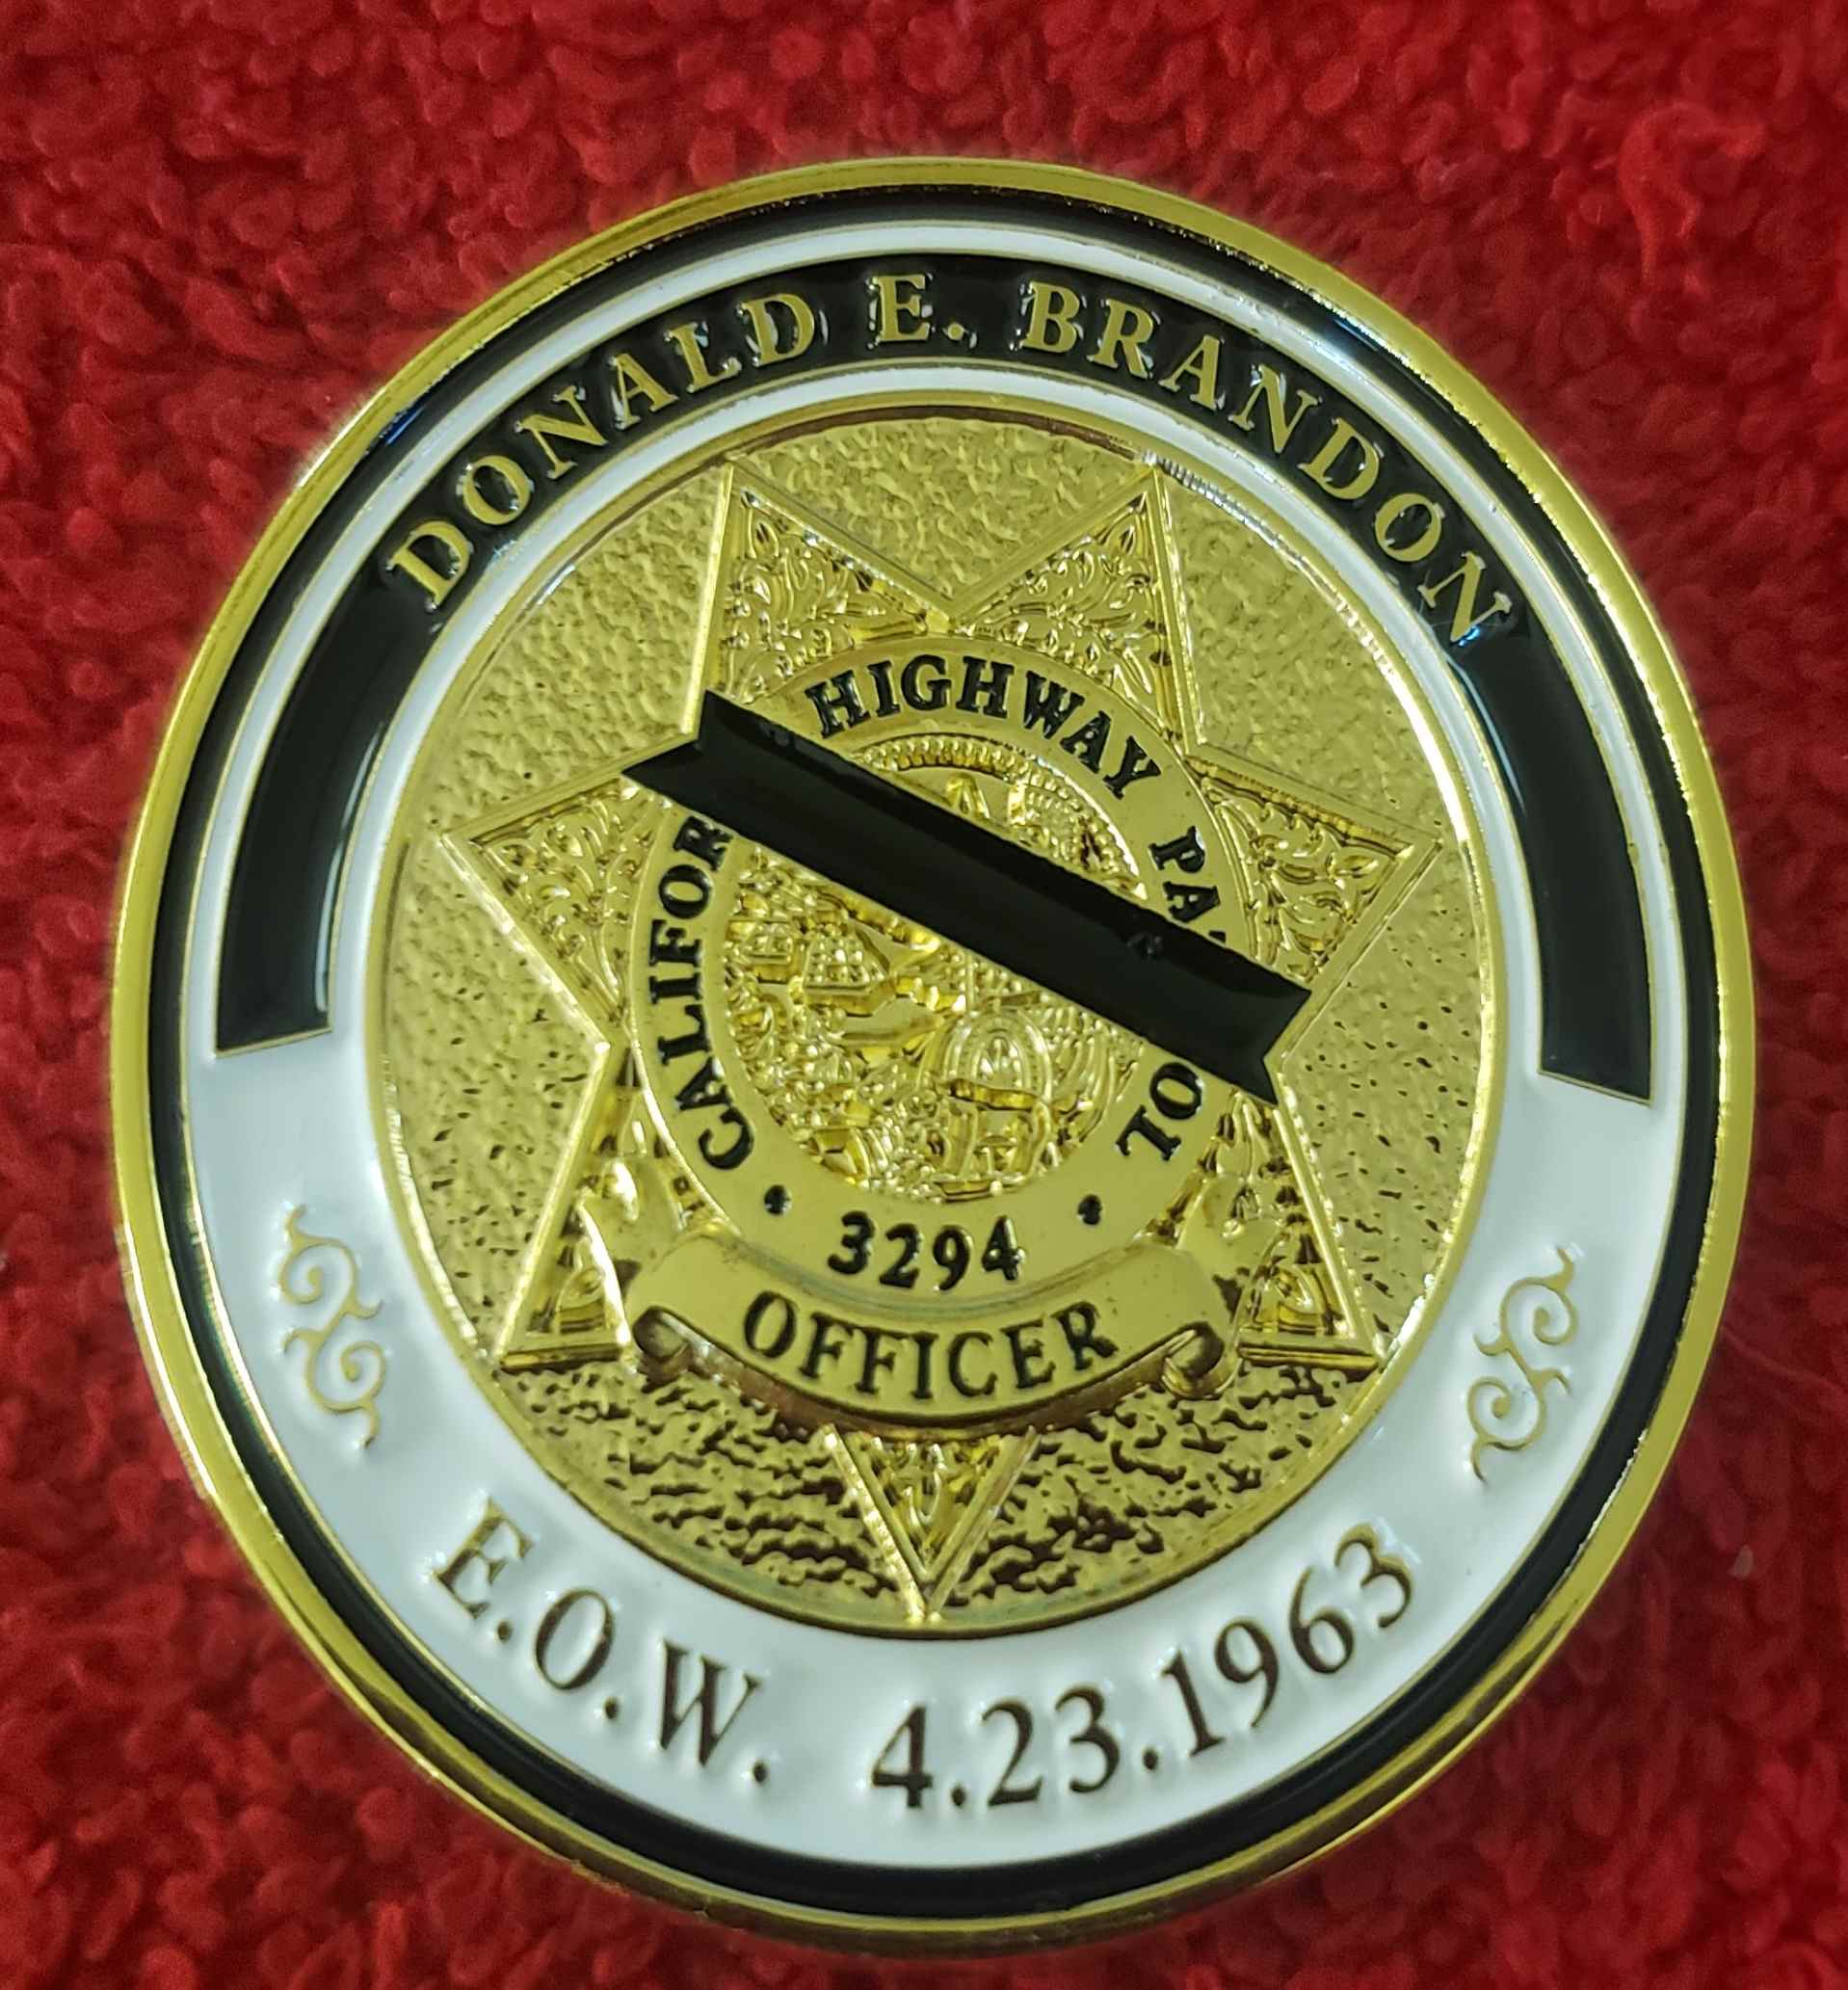 DONALD E. BRANDON
CALIFOR HIGHWAY PA OL
3294
OFFICER
E.O.W. 4.23.1963